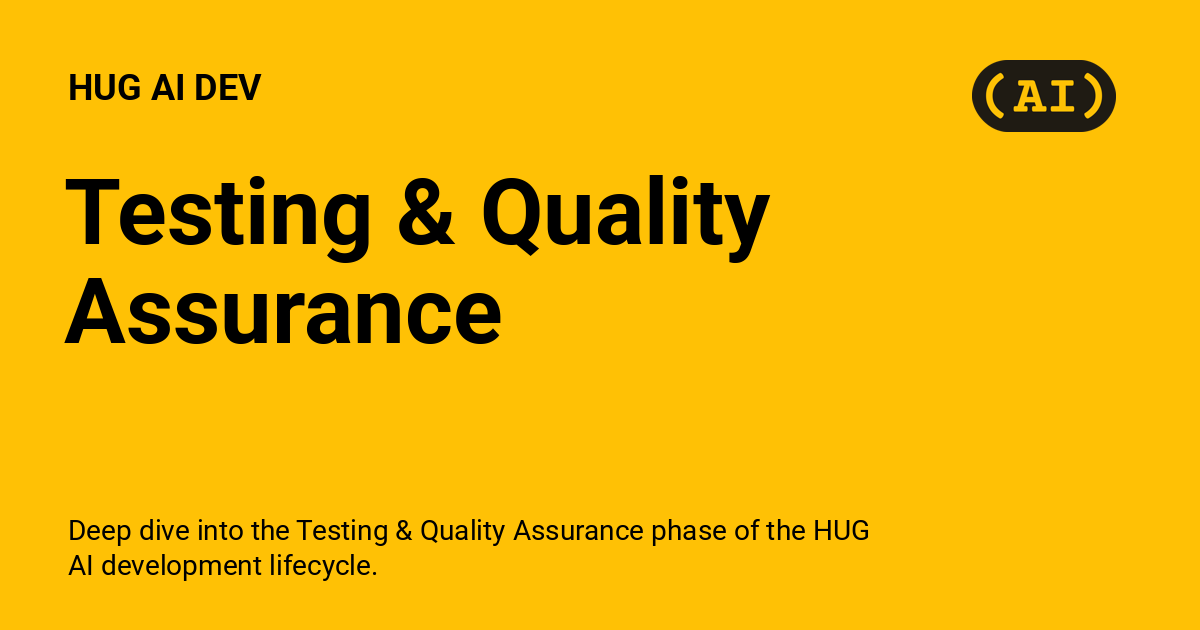 HUG AI DEV
(AI)
Testing & Quality
Assurance
Deep dive into the Testing & Quality Assurance phase of the HUG
AI development lifecycle.